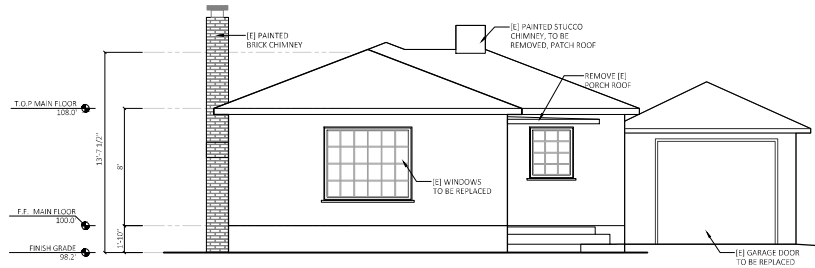 [E] PAINTED
BRICK CHIMNEY
[E] PAINTED STUCCO
CHIMNEY, TO BE
REMOVED, PATCH ROOF
REMOVE [E]
PORCH ROOF
T.O.P MAIN FLOOR
108.0'
13'-7 1/2"
8'
[E] WINDOWS
TO BE REPLACED
F.F. MAIN FLOOR
100.0'
1'-10"
FINISH GRADE
98.2'
[E] GARAGE DOOR
TO BE REPLACED